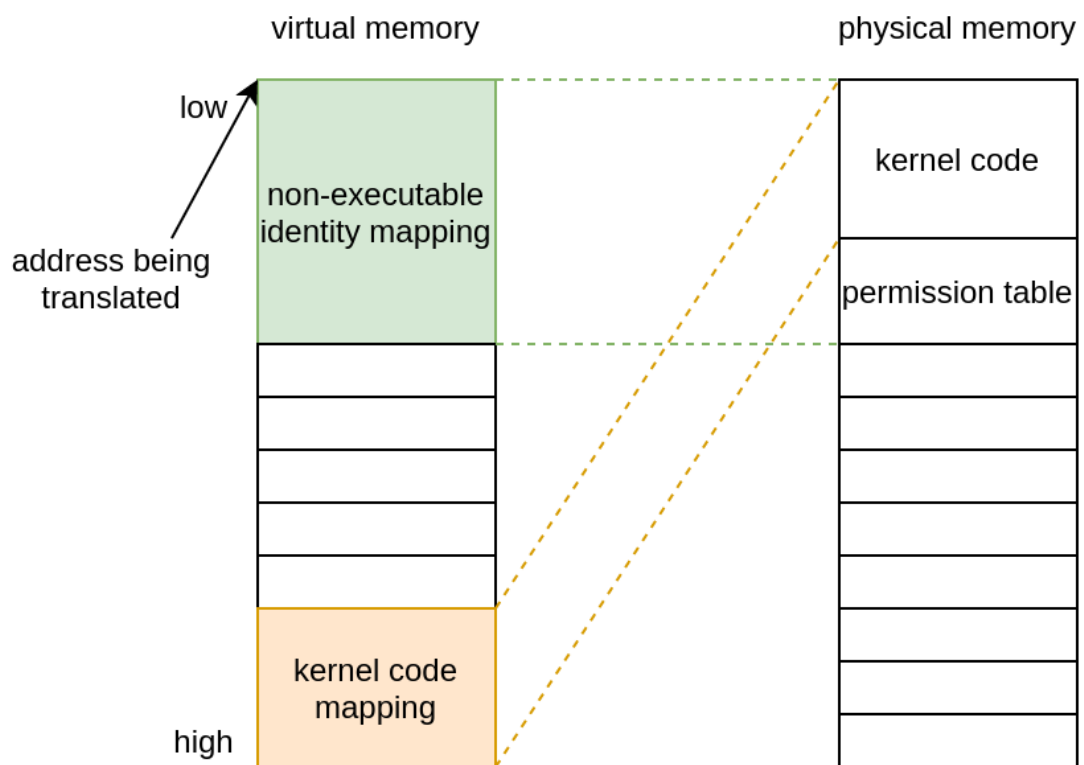 virtual memory
physical memory
low
non-executable
identity mapping
address being
translated
kernel code
permission table
kernel code
mapping
high